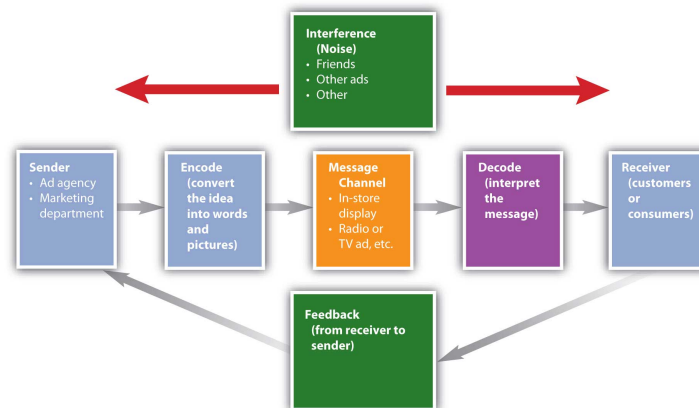 Interference
(Noise)
• Friends
• Other ads
• Other
Sender
• Ad agency
• Marketing
department
Encode
(convert
the idea
into words
and
pictures)
Message
Channel
• In-store
display
• Radio or
TV ad, etc.
Decode
(interpret
the
message)
Receiver
(customers
or
consumers)
Feedback
(from receiver to
sender)